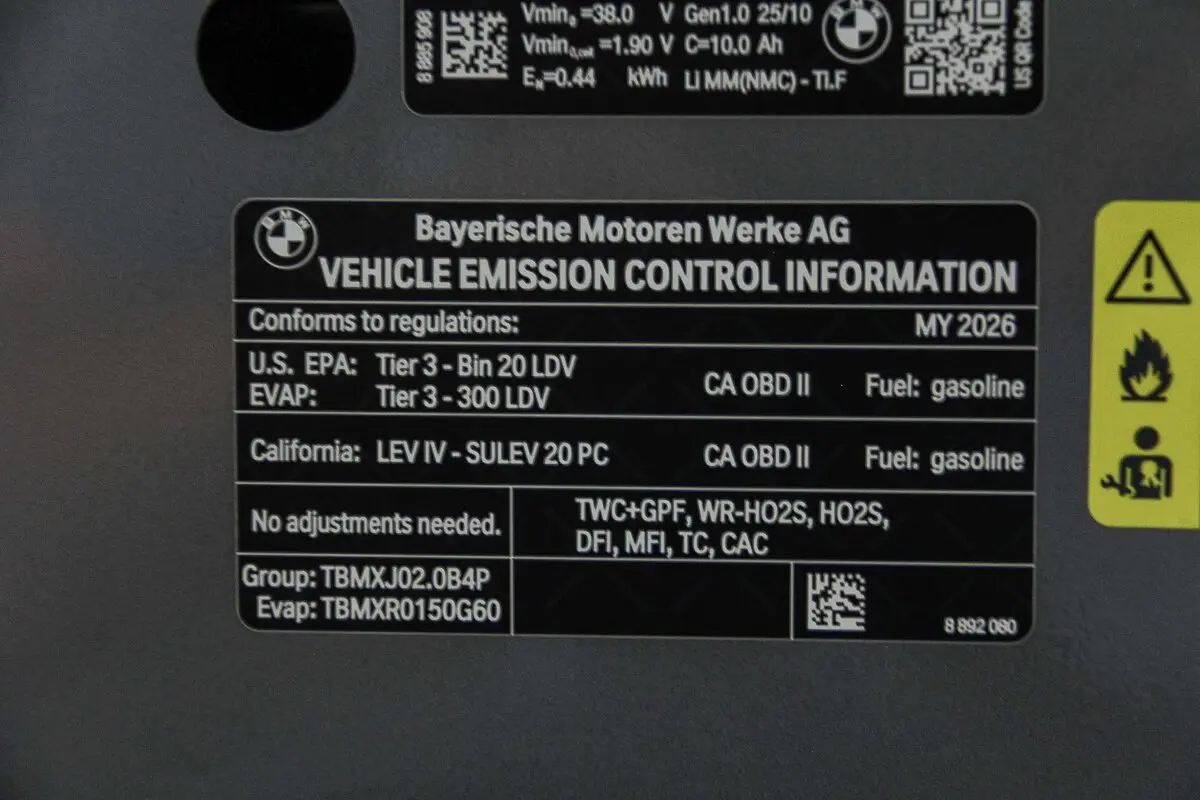 8 885 908
Vmin₀ =38.0 V Gen1.0 25/10
Vmin₀,cell =1.90 V C=10.0 Ah
Eₙ=0.44 kWh LI MM(NMC) - TI.F
BMW
US QR Code
BMW
Bayerische Motoren Werke AG
VEHICLE EMISSION CONTROL INFORMATION
Conforms to regulations: MY 2026
U.S. EPA: Tier 3 - Bin 20 LDV
EVAP: Tier 3 - 300 LDV
CA OBD II Fuel: gasoline
California: LEV IV - SULEV 20 PC CA OBD II Fuel: gasoline
No adjustments needed.
TWC+GPF, WR-HO2S, HO2S,
DFI, MFI, TC, CAC
Group: TBMXJ02.0B4P
Evap: TBMXR0150G60
8 892 080